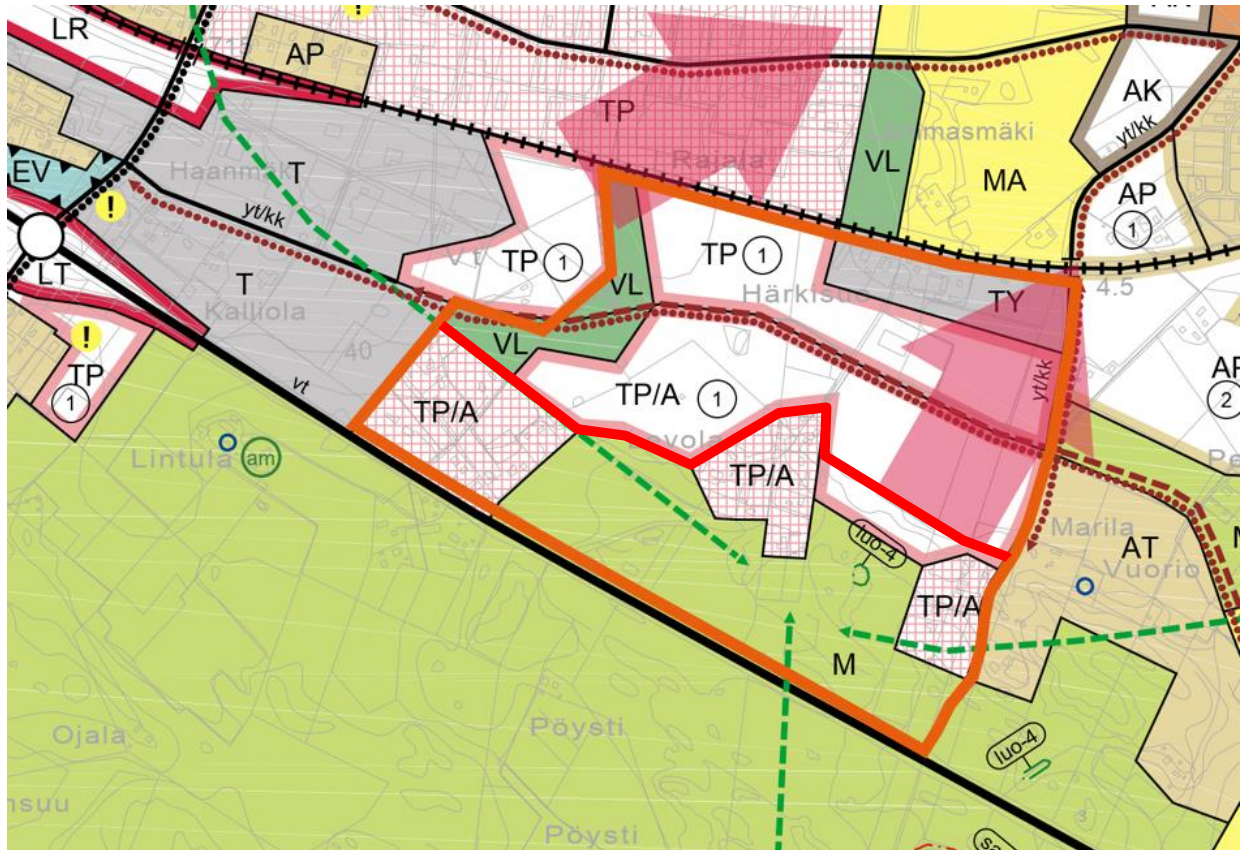 LR
AP
T
Haanmäki
yt/kk
EV
!
LT
T
Kalliola
40
vt
!
TP
1
Lintula
am
TP
Rajala
VL
MA
AK
yt/kk
AP
1
TP 1
VL
TP 1
Härkisuo
TY
4.5
yt/kk
2
VL
TP/A
TP/A 1
TP/A
luo-4
TP/A
Marila
Vuorio
AT
M
Pöysti
Ojala
luo-4
3
Pöysti